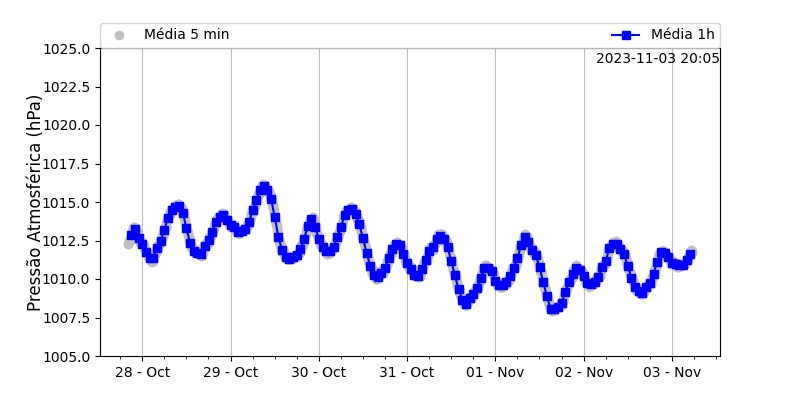 Média 5 min
Média 1h
2023-11-03 20:05
Pressão Atmosférica (hPa)
1025.0
1022.5
1020.0
1017.5
1015.0
1012.5
1010.0
1007.5
1005.0
28 - Oct
29 - Oct
30 - Oct
31 - Oct
01 - Nov
02 - Nov
03 - Nov